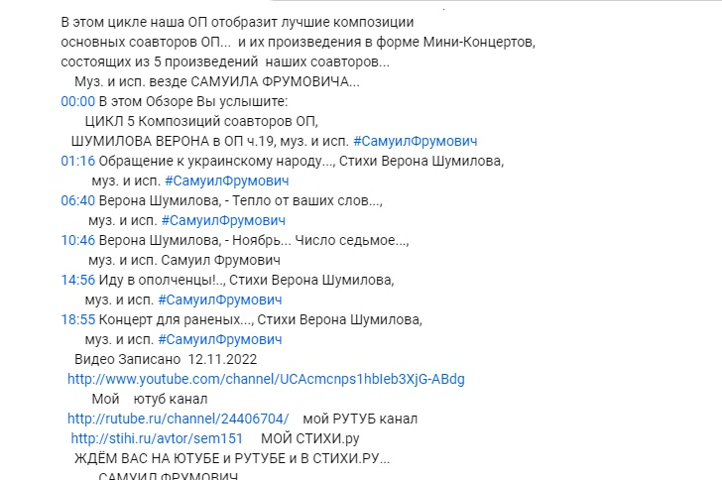 В этом цикле наша ОП отобразит лучшие композиции
основных соавторов ОП... и их произведения в форме Мини-Концертов,
состоящих из 5 произведений наших соавторов...
Муз. и исп. везде САМУИЛА ФРУМОВИЧА...
00:00 В этом Обзоре Вы услышите:
ЦИКЛ 5 Композиций соавторов ОП,
ШУМИЛОВА ВЕРОНА в ОП ч.19, муз. и исп. #СамуилФрумович
01:16 Обращение к украинскому народу..., Стихи Верона Шумилова,
муз. и исп. #СамуилФрумович
06:40 Верона Шумилова, - Тепло от ваших слов...,
муз. и исп. #СамуилФрумович
10:46 Верона Шумилова, - Ноябрь... Число седьмое...,
муз. и исп. Самуил Фрумович
14:56 Иду в ополченцы!.., Стихи Верона Шумилова,
муз. и исп. #СамуилФрумович
18:55 Концерт для раненых..., Стихи Верона Шумилова,
муз. и исп. #СамуилФрумович
Видео Записано 12.11.2022
http://www.youtube.com/channel/UCAcmcnps1hbIeb3XjG-ABdg
Мой ютуб канал
http://rutube.ru/channel/24406704/ мой РУТУБ канал
http://stihi.ru/avtor/sem151 МОЙ СТИХИ.ру
ЖДЁМ ВАС НА ЮТУБЕ и РУТУБЕ и В СТИХИ.РУ...
САМУИЛ ФРУМОВИЧ